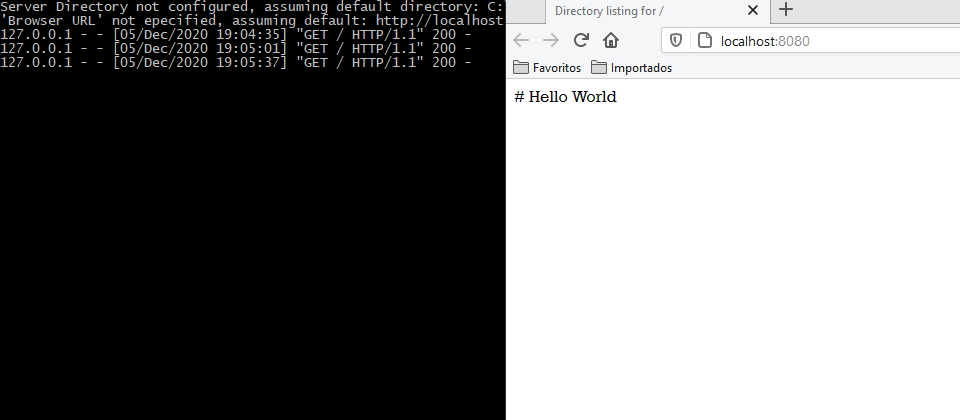 Server Directory not configured, assuming default directory: C:
'Browser URL' not epecified, assuming default: http://localhost
127.0.0.1 - - [05/Dec/2020 19:04:35] "GET / HTTP/1.1" 200 -
127.0.0.1 - - [05/Dec/2020 19:05:01] "GET / HTTP/1.1" 200 -
127.0.0.1 - - [05/Dec/2020 19:05:37] "GET / HTTP/1.1" 200 -
Directory listing for /
localhost:8080
Favoritos Importados
# Hello World